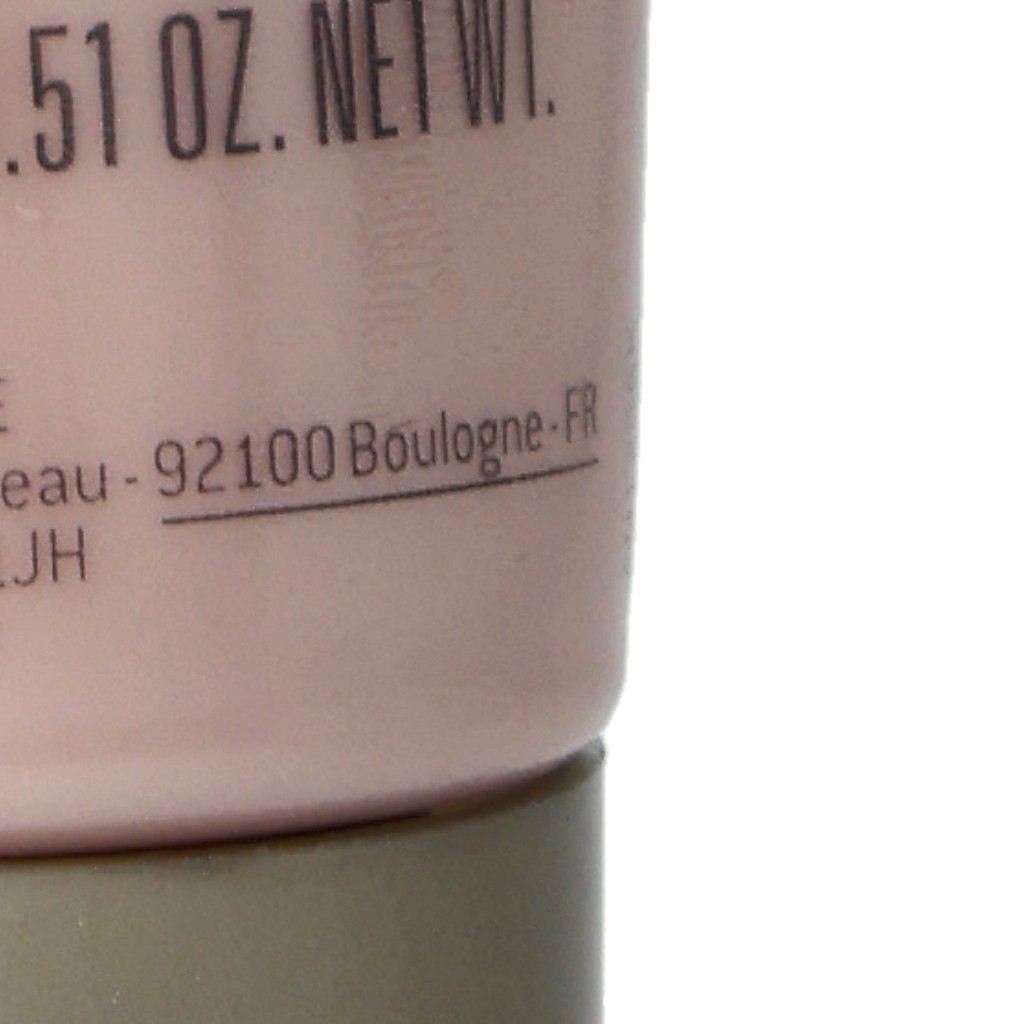 .51 OZ. NET WT.
E
eau - 92100 Boulogne · FR
JH